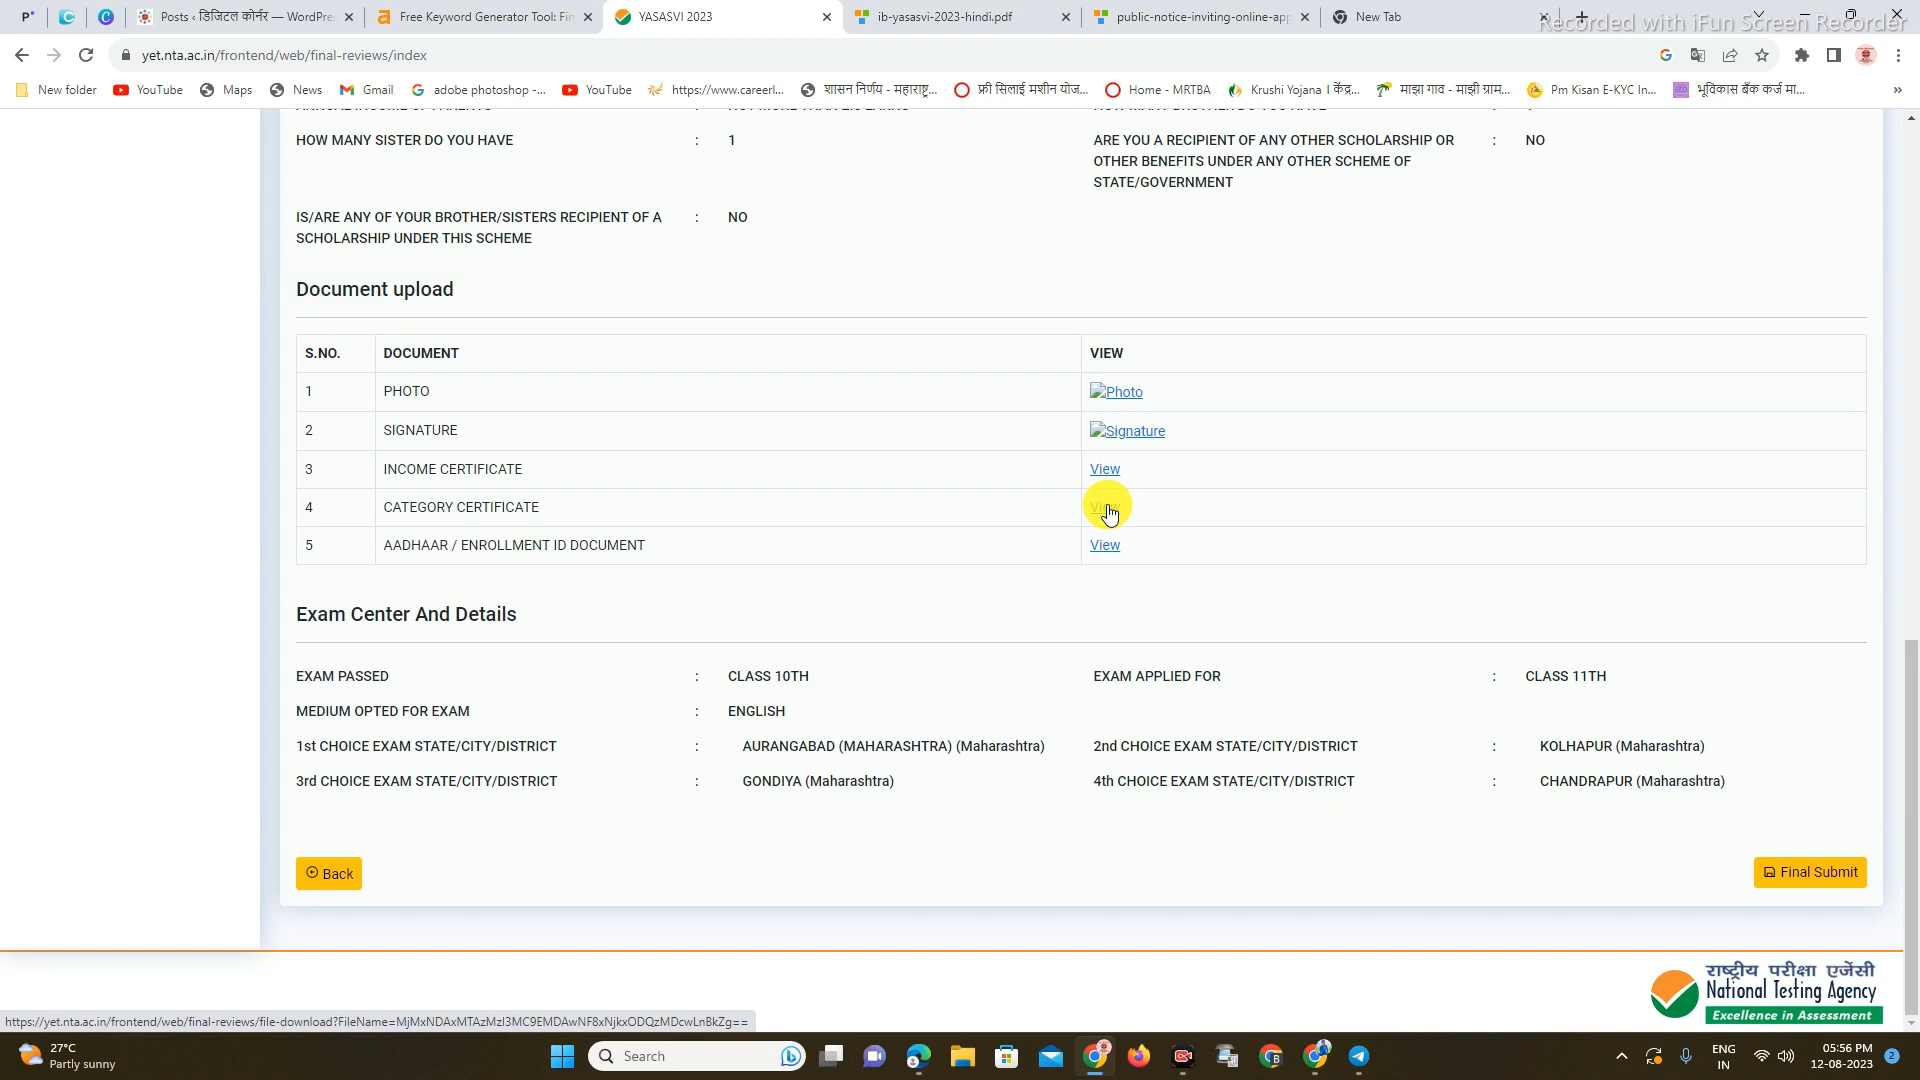 Posts ‹ डिजिटल कोर्नर — WordPre
Free Keyword Generator Tool: Fin
YASASVI 2023
ib-yasasvi-2023-hindi.pdf
public-notice-inviting-online-app
New Tab
Recorded with iFun Screen Recorder
yet.nta.ac.in/frontend/web/final-reviews/index
New folder
YouTube
Maps
News
Gmail
adobe photoshop -...
YouTube
https://www.careerl...
शासन निर्णय - महाराष्ट्र...
फ्री सिलाई मशीन योज...
Home - MRTBA
Krushi Yojana । केंद्र...
माझा गाव - माझी ग्राम...
Pm Kisan E-KYC In...
भूविकास बँक कर्ज मा...
»
HOW MANY SISTER DO YOU HAVE : 1
ARE YOU A RECIPIENT OF ANY OTHER SCHOLARSHIP OR : NO
OTHER BENEFITS UNDER ANY OTHER SCHEME OF
STATE/GOVERNMENT
IS/ARE ANY OF YOUR BROTHER/SISTERS RECIPIENT OF A : NO
SCHOLARSHIP UNDER THIS SCHEME
Document upload
S.NO. DOCUMENT VIEW
1 PHOTO Photo
2 SIGNATURE Signature
3 INCOME CERTIFICATE View
4 CATEGORY CERTIFICATE View
5 AADHAAR / ENROLLMENT ID DOCUMENT View
Exam Center And Details
EXAM PASSED : CLASS 10TH EXAM APPLIED FOR : CLASS 11TH
MEDIUM OPTED FOR EXAM : ENGLISH
1st CHOICE EXAM STATE/CITY/DISTRICT : AURANGABAD (MAHARASHTRA) (Maharashtra) 2nd CHOICE EXAM STATE/CITY/DISTRICT : KOLHAPUR (Maharashtra)
3rd CHOICE EXAM STATE/CITY/DISTRICT : GONDIYA (Maharashtra) 4th CHOICE EXAM STATE/CITY/DISTRICT : CHANDRAPUR (Maharashtra)
Back
Final Submit
राष्ट्रीय परीक्षा एजेंसी
National Testing Agency
Excellence in Assessment
https://yet.nta.ac.in/frontend/web/final-reviews/file-download?FileName=MjMxNDAxMTAzMzI3MC9EMDAwNF8xNjkxODQzMDcwLnBkZg==
27°C
Partly sunny
Search
ENG
IN
05:56 PM
12-08-2023
2